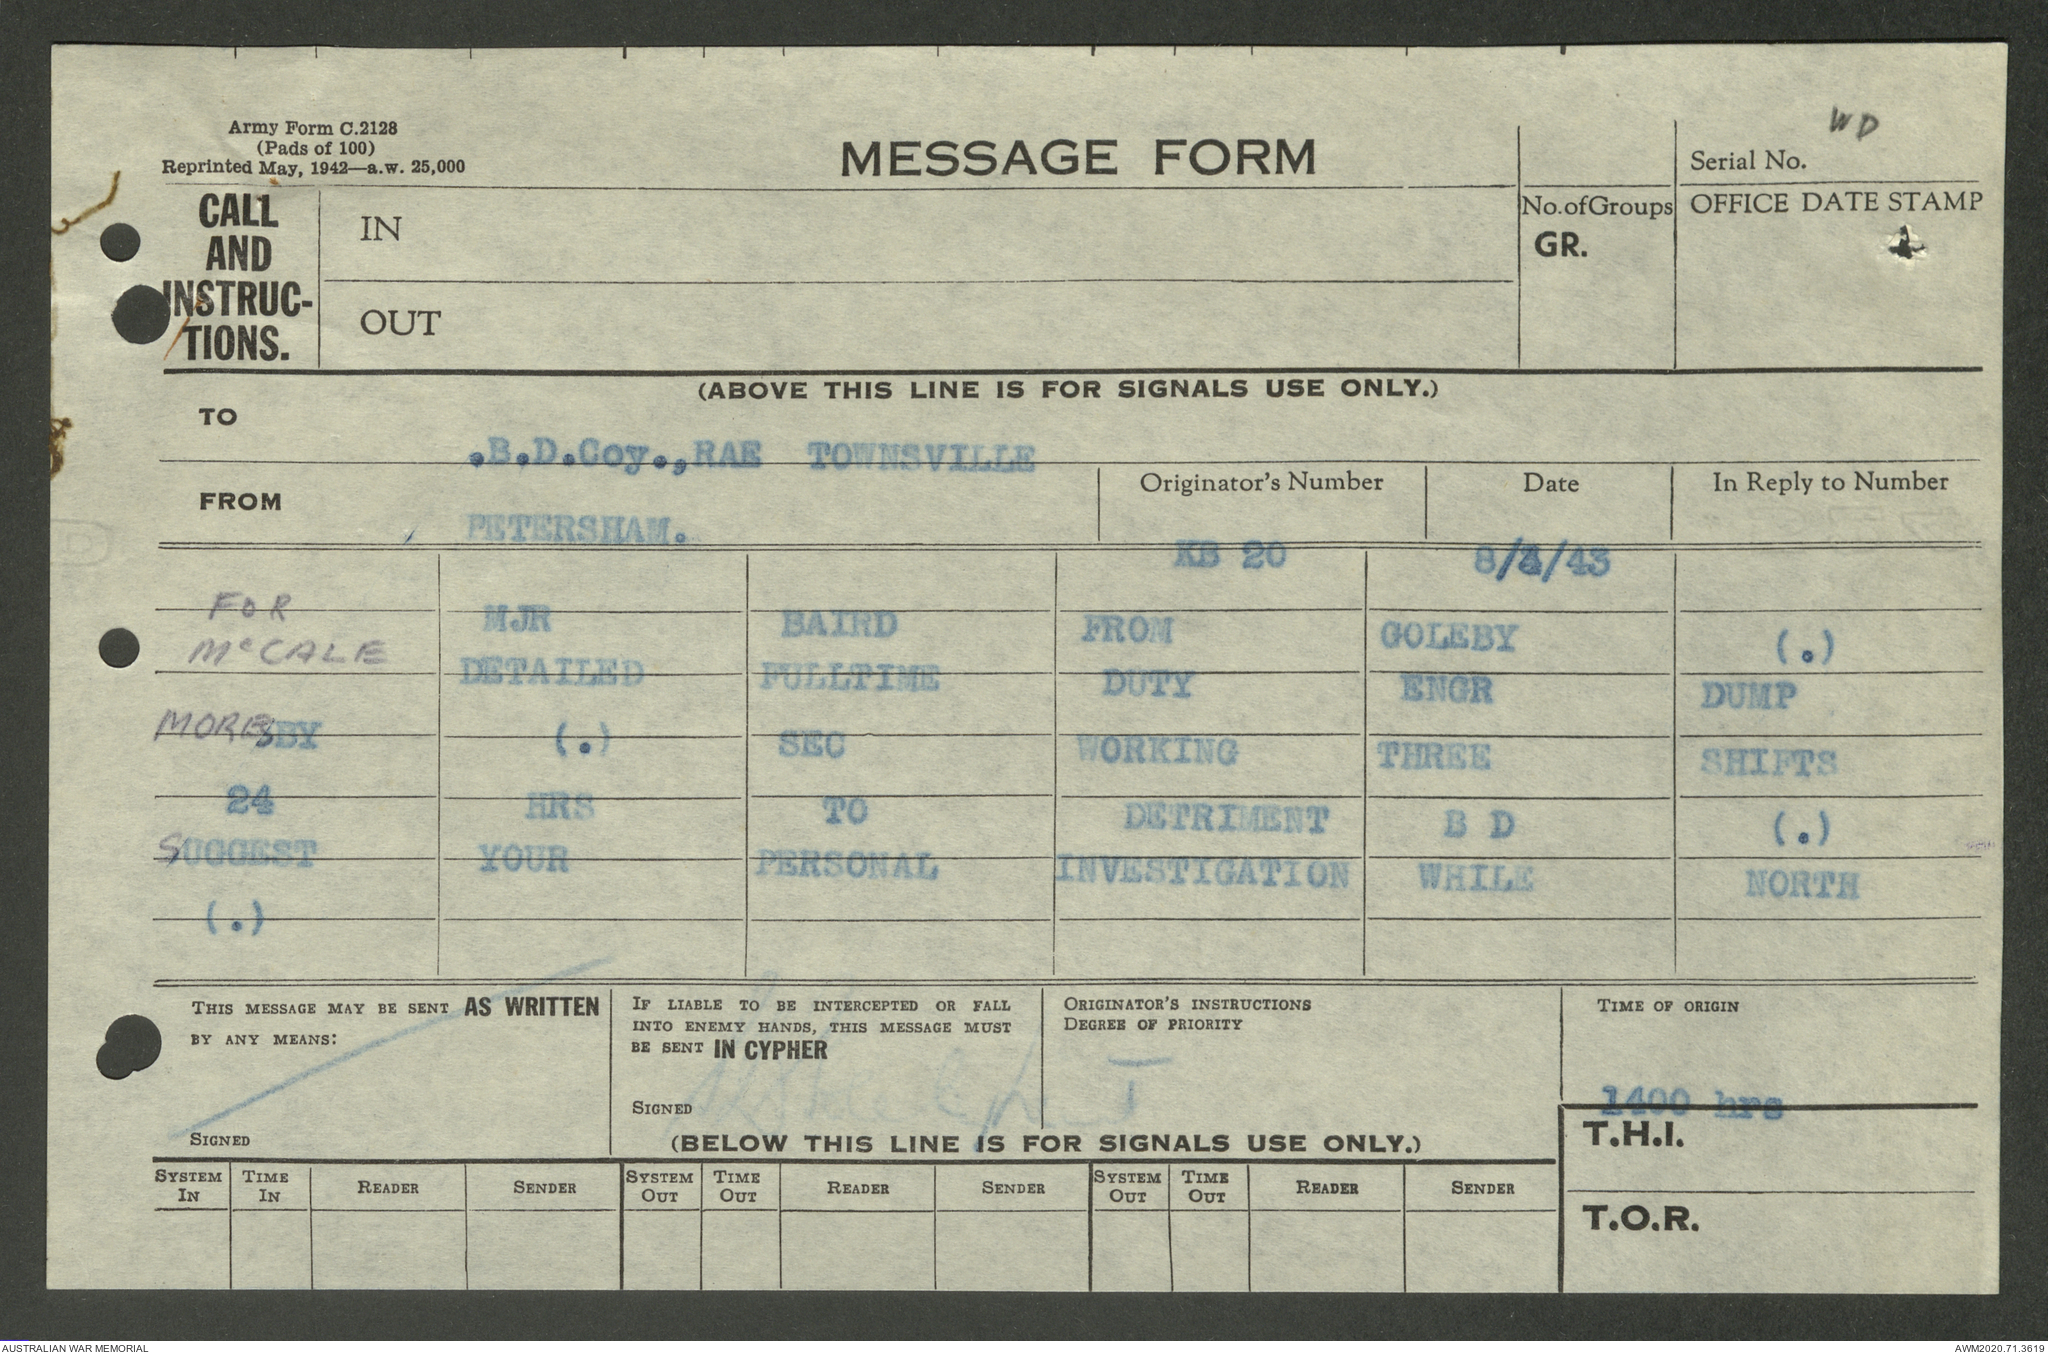 Army Form C.2128
(Pads of 100)
Reprinted May, 1942—a.w. 25,000
MESSAGE FORM
WD
Serial No.
CALL AND INSTRUC-TIONS.
IN
OUT
No. of Groups
GR.
OFFICE DATE STAMP
(ABOVE THIS LINE IS FOR SIGNALS USE ONLY.)
TO
.B.D.Coy.,RAE TOWNSVILLE
FROM
PETERSHAM.
Originator's Number
KB 20
Date
8/4/43
In Reply to Number
FOR MJR BAIRD FROM GOLEBY (.)
McCALE DETAILED FULLTIME DUTY ENGR DUMP
MORESBY (.) SEC WORKING THREE SHIFTS
24 HRS TO DETRIMENT B D (.)
SUGGEST YOUR PERSONAL INVESTIGATION WHILE NORTH
(.)
THIS MESSAGE MAY BE SENT AS WRITTEN
BY ANY MEANS:
SIGNED
IF LIABLE TO BE INTERCEPTED OR FALL
INTO ENEMY HANDS, THIS MESSAGE MUST
BE SENT IN CYPHER
SIGNED
ORIGINATOR'S INSTRUCTIONS
DEGREE OF PRIORITY
TIME OF ORIGIN
1400 hrs
(BELOW THIS LINE IS FOR SIGNALS USE ONLY.)
T.H.I.
T.O.R.
SYSTEM IN TIME IN READER SENDER SYSTEM OUT TIME OUT READER SENDER SYSTEM OUT TIME OUT READER SENDER
AUSTRALIAN WAR MEMORIAL
AWM2020.71.3619